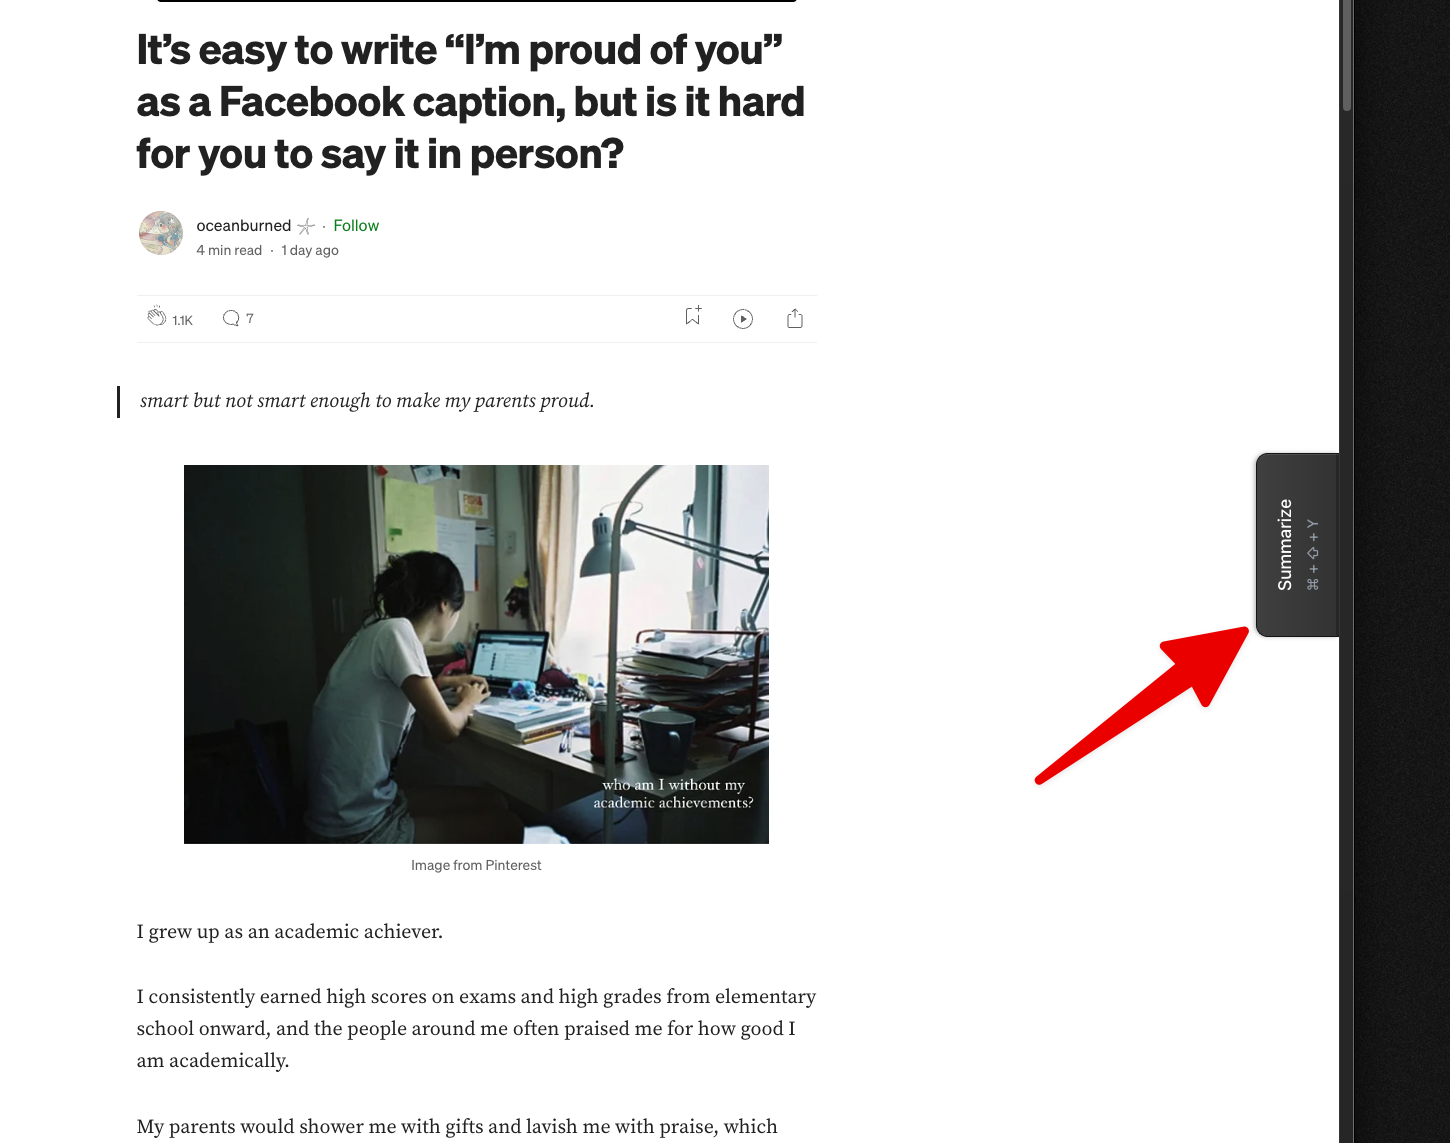 It’s easy to write “I’m proud of you”
as a Facebook caption, but is it hard
for you to say it in person?
oceanburned · Follow
4 min read · 1 day ago
1.1K
7
smart but not smart enough to make my parents proud.
FISH &
CHIPS
who am I without my
academic achievements?
Image from Pinterest
Summarize
⌘ + ⇧ + Y
I grew up as an academic achiever.
I consistently earned high scores on exams and high grades from elementary
school onward, and the people around me often praised me for how good I
am academically.
My parents would shower me with gifts and lavish me with praise, which